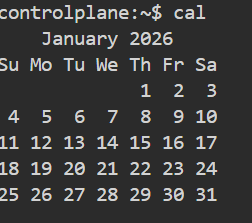 controlplane:~$ cal
    January 2026
Su Mo Tu We Th Fr Sa
             1  2  3
 4  5  6  7  8  9 10
11 12 13 14 15 16 17
18 19 20 21 22 23 24
25 26 27 28 29 30 31